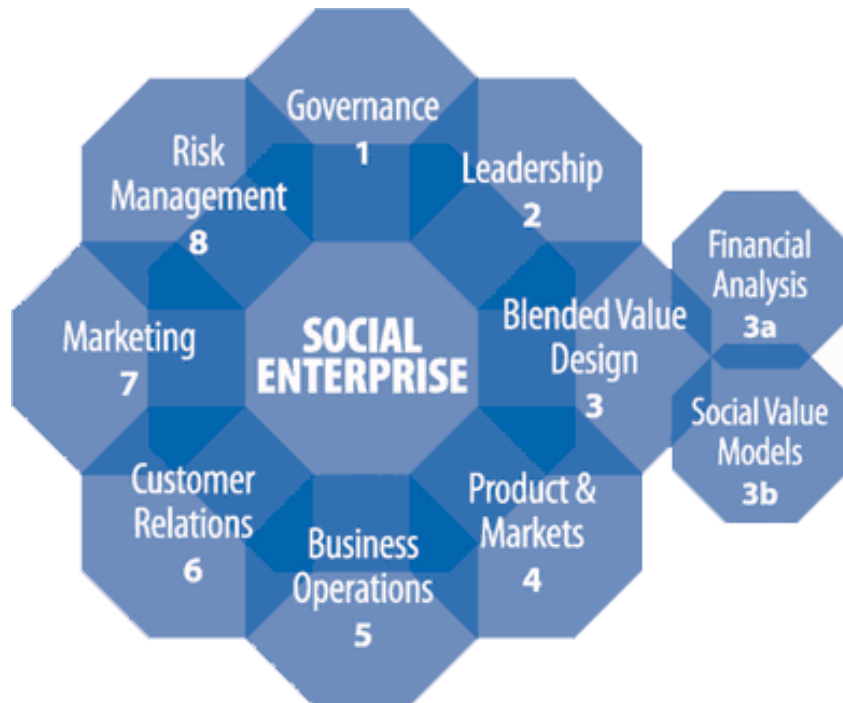 Governance
1
Leadership
2
Blended Value
Design
3
Financial
Analysis
3a
Social Value
Models
3b
Product &
Markets
4
Business
Operations
5
Customer
Relations
6
Marketing
7
Risk
Management
8
SOCIAL
ENTERPRISE